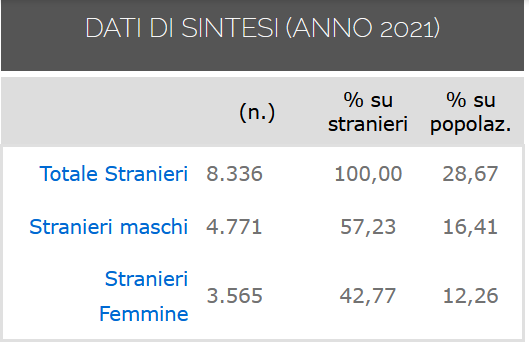 DATI DI SINTESI (ANNO 2021)
(n.) % su stranieri % su popolaz.
Totale Stranieri 8.336 100,00 28,67
Stranieri maschi 4.771 57,23 16,41
Stranieri Femmine 3.565 42,77 12,26